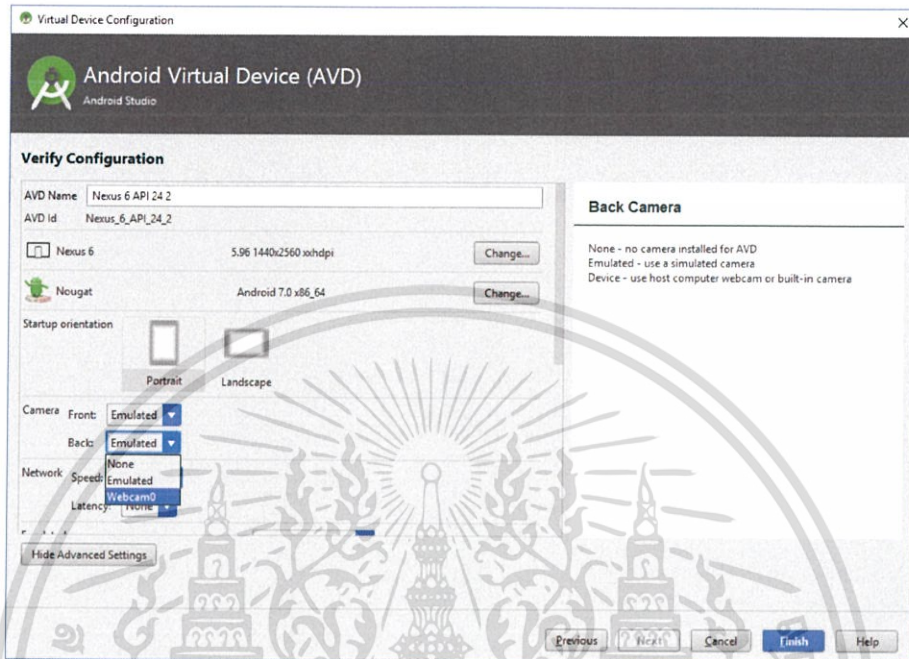 Virtual Device Configuration
Android Virtual Device (AVD)
Android Studio
Verify Configuration
AVD Name Nexus 6 API 24 2
AVD Id Nexus_6_API_24_2
Nexus 6 5.96 1440x2560 xxhdpi Change...
Nougat Android 7.0 x86_64 Change...
Startup orientation
Portrait Landscape
Camera Front: Emulated
Back: Emulated
None
Network Speed: Emulated
Webcam0
Latency: None
Hide Advanced Settings
Back Camera
None - no camera installed for AVD
Emulated - use a simulated camera
Device - use host computer webcam or built-in camera
Previous Next Cancel Finish Help